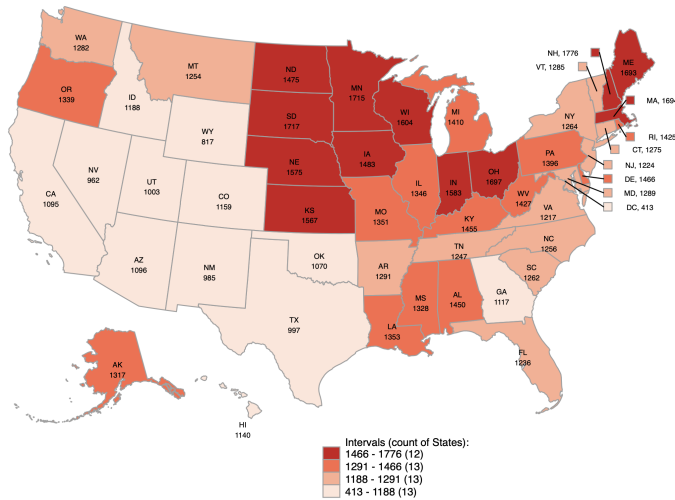 WA
1282
OR
1339
CA
1095
NV
962
ID
1188
MT
1254
WY
817
UT
1003
CO
1159
AZ
1096
NM
985
ND
1475
SD
1717
NE
1575
KS
1567
OK
1070
TX
997
MN
1715
IA
1483
MO
1351
AR
1291
LA
1353
WI
1604
IL
1346
MI
1410
IN
1583
OH
1697
KY
1455
TN
1247
MS
1328
AL
1450
GA
1117
FL
1236
SC
1262
NC
1256
VA
1217
WV
1427
PA
1396
NY
1264
ME
1693
NH, 1776
VT, 1285
MA, 1694
RI, 1425
CT, 1275
NJ, 1224
DE, 1466
MD, 1289
DC, 413
AK
1317
HI
1140
Intervals (count of States):
1466 - 1776 (12)
1291 - 1466 (13)
1188 - 1291 (13)
413 - 1188 (13)